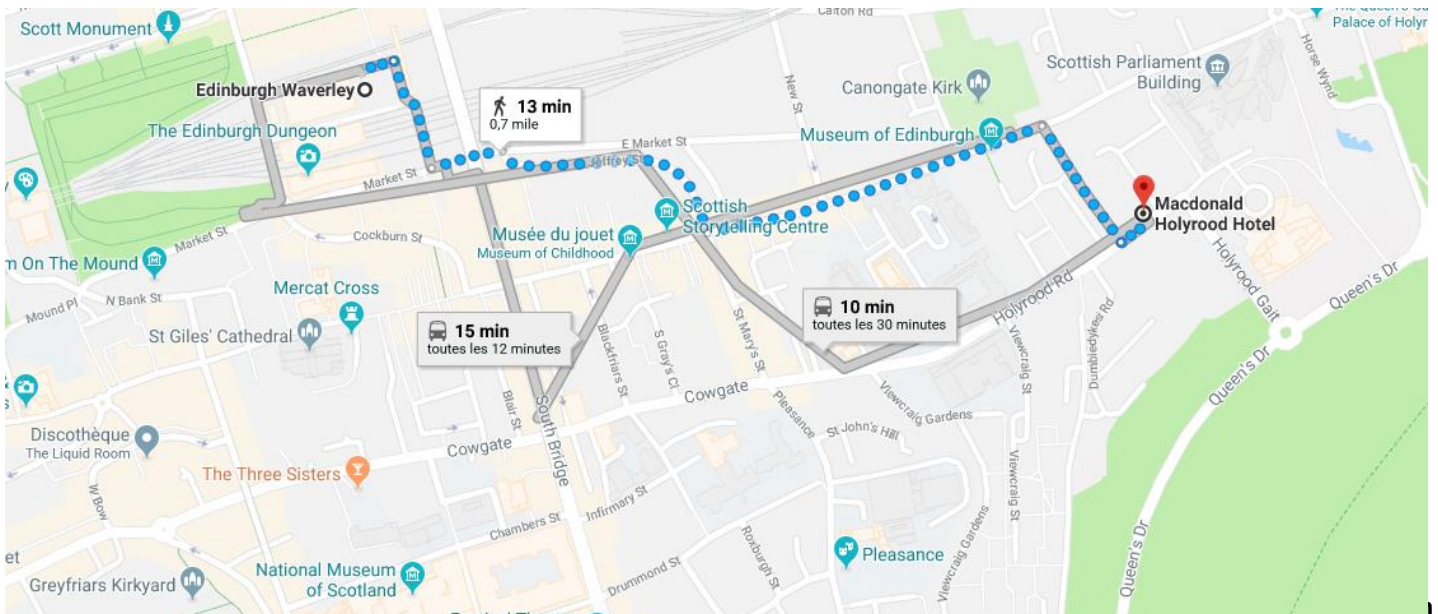 Calton Rd
Palace of Holyr
Scott Monument
Horse Wynd
Scottish Parliament
Building
Edinburgh Waverley
New St
Canongate Kirk
13 min
0,7 mile
The Edinburgh Dungeon
Museum of Edinburgh
E Market St
Jeffrey St
Market St
Macdonald
Holyrood Hotel
Scottish
Storytelling Centre
Musée du jouet
Museum of Childhood
Cockburn St
Market St
m On The Mound
N Bank St
Mound Pl
Mercat Cross
St Giles' Cathedral
Holyrood Gait
Queen's Dr
Holyrood Rd
10 min
toutes les 30 minutes
15 min
toutes les 12 minutes
St Mary's St
Blackfriars St
S Gray's Cl
Viewcraig St
Dumbiedykes Rd
Queen's Dr
Blair St
South Bridge
Cowgate
Pleasance
Viewcraig Gardens
St John's Hill
Discothèque
The Liquid Room
Cowgate
The Three Sisters
W Bow
Infirmary St
Chambers St
Viewcraig St
Viewcraig Gardens
Roxburgh St
Pleasance
Drummond St
Queen's Dr
et
Greyfriars Kirkyard
National Museum
of Scotland